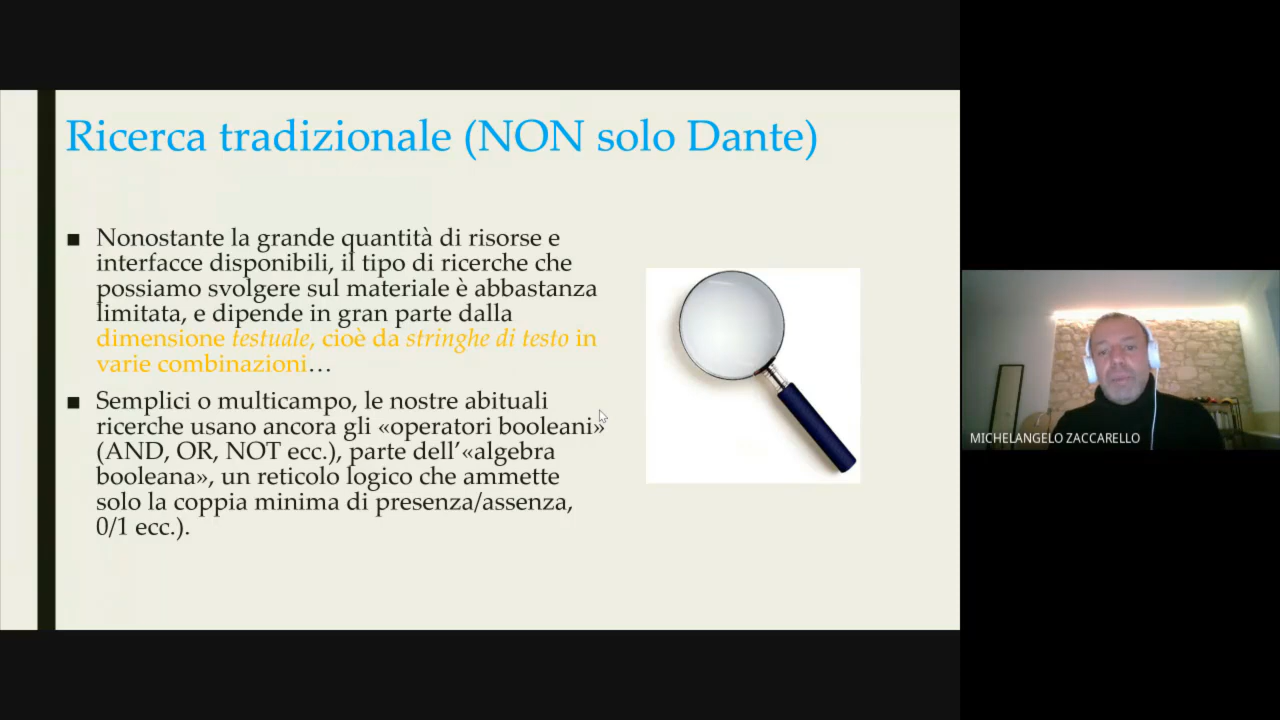 Ricerca tradizionale (NON solo Dante)
■ Nonostante la grande quantità di risorse e
interfacce disponibili, il tipo di ricerche che
possiamo svolgere sul materiale è abbastanza
limitata, e dipende in gran parte dalla
dimensione testuale, cioè da stringhe di testo in
varie combinazioni…
■ Semplici o multicampo, le nostre abituali
ricerche usano ancora gli «operatori booleani»
(AND, OR, NOT ecc.), parte dell’«algebra
booleana», un reticolo logico che ammette
solo la coppia minima di presenza/assenza,
0/1 ecc.).
MICHELANGELO ZACCARELLO